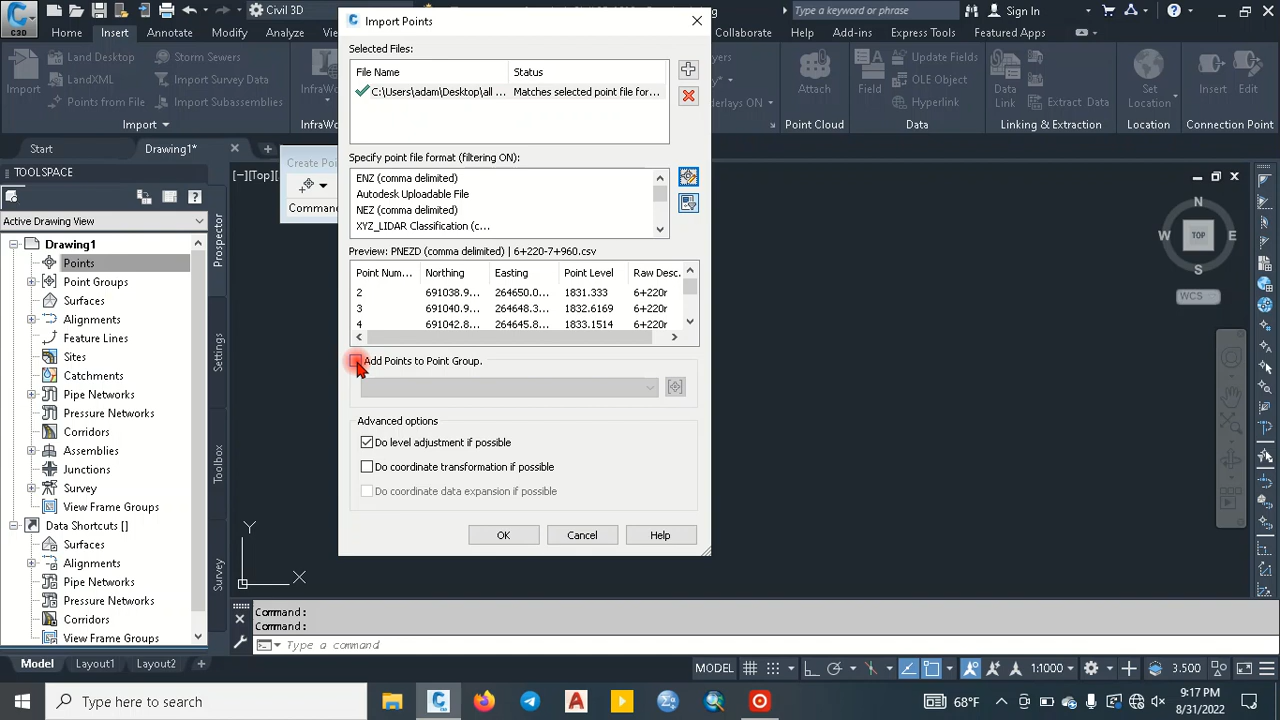 C3D
Civil 3D
Type a keyword or phrase
Sign In
Home
Insert
Annotate
Modify
Analyze
Collaborate
Help
Add-ins
Express Tools
Featured Apps
Import
Land Desktop
LandXML
Points from File
Storm Sewers
Import Survey Data
Import Subassemblies
Import
Attach
OLE Object
Hyperlink
Data Link
Set Location
Insert
Point Cloud
Data
Linking & Extraction
Connection Point
Start
Drawing1*
[−][Top][
TOOLSPACE
Active Drawing View
Drawing1
Points
Point Groups
Surfaces
Alignments
Feature Lines
Sites
Catchments
Pipe Networks
Pressure Networks
Corridors
Assemblies
Junctions
Survey
View Frame Groups
Data Shortcuts []
Surfaces
Alignments
Pipe Networks
Pressure Networks
Corridors
View Frame Groups
Prospector
Settings
Toolbox
Survey
Import Points
Selected Files:
File Name Status
C:\Users\adam\Desktop\all ... Matches selected point file for...
Specify point file format (filtering ON):
ENZ (comma delimited)
Autodesk Uploadable File
NEZ (comma delimited)
XYZ_LIDAR Classification (c...
Preview: PNEZD (comma delimited) | 6+220-7+960.csv
Point Num... Northing Easting Point Level Raw Desc.
2 691038.9... 264650.0... 1831.333 6+220r
3 691040.9... 264648.3... 1832.6169 6+220r
4 691042.8... 264645.8... 1833.1514 6+220r
Add Points to Point Group.
Advanced options
Do level adjustment if possible
Do coordinate transformation if possible
Do coordinate data expansion if possible
OK Cancel Help
N
W TOP E
S
WCS
Y
X
Command:
Command:
Type a command
Model Layout1 Layout2 +
MODEL 1:1000 3.500
Type here to search
68°F
9:17 PM
8/31/2022